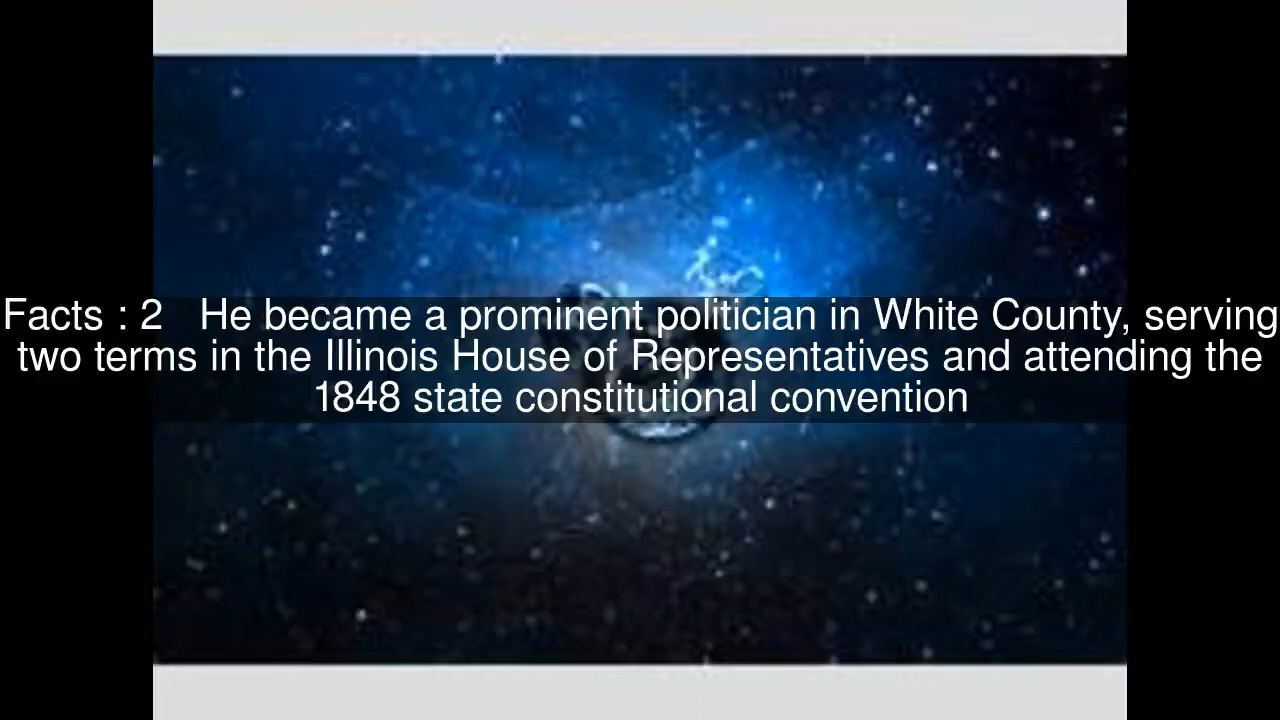 Facts : 2 He became a prominent politician in White County, serving
two terms in the Illinois House of Representatives and attending the
1848 state constitutional convention